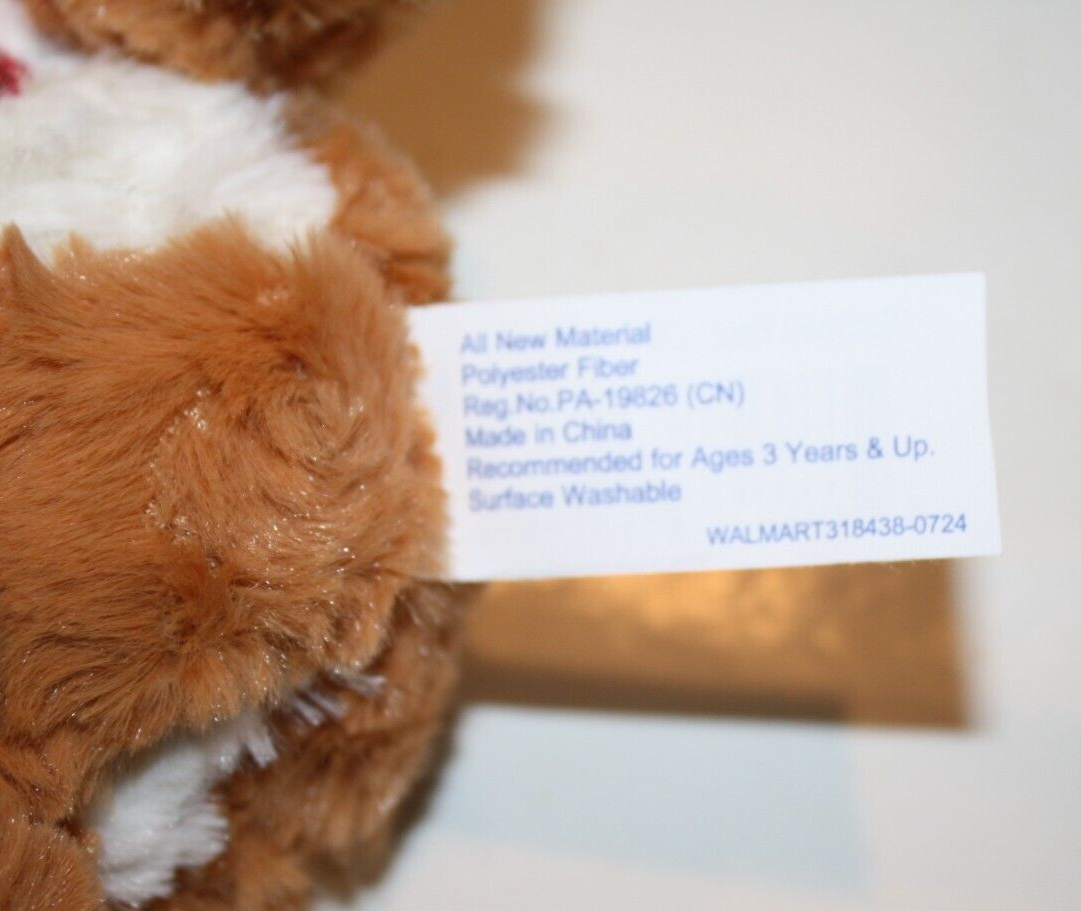 All New Material
Polyester Fiber
Reg.No.PA-19826 (CN)
Made in China
Recommended for Ages 3 Years & Up.
Surface Washable
WALMART318438-0724